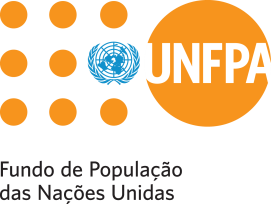 UNFPA
Fundo de População
das Nações Unidas